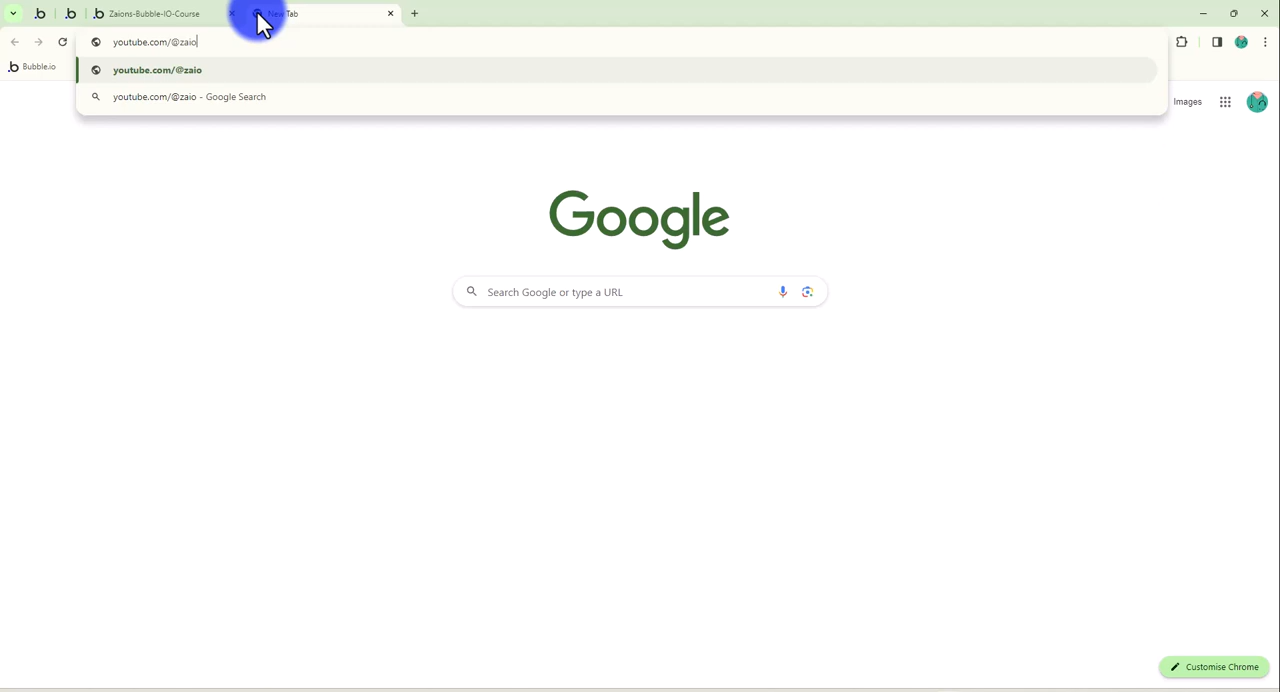 .b
.b
.b Zaions-Bubble-IO-Course
New Tab
youtube.com/@zaio
.b Bubble.io
youtube.com/@zaio
youtube.com/@zaio - Google Search
Images
Google
Search Google or type a URL
Customise Chrome